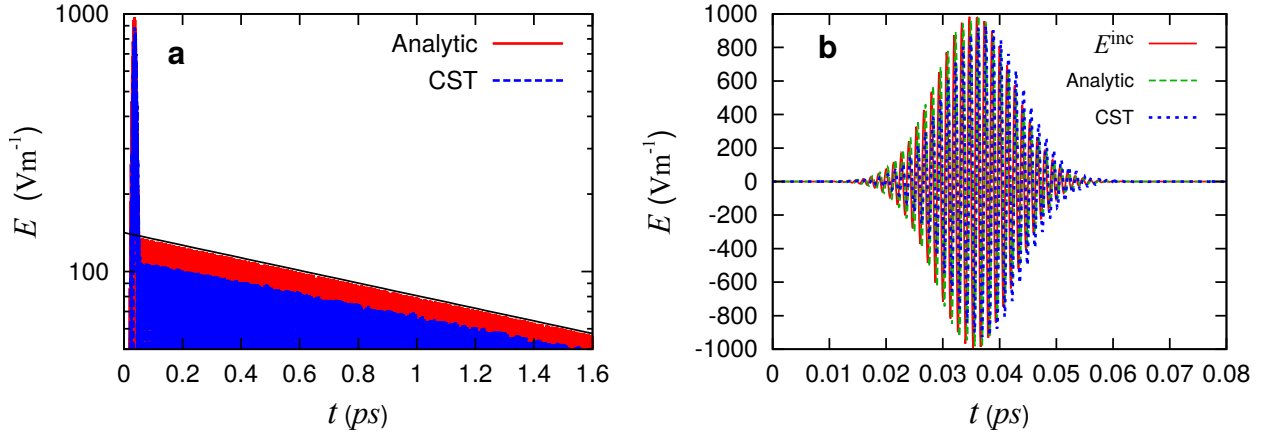 1000
100
E (Vm-1)
a
Analytic
CST
0 0.2 0.4 0.6 0.8 1 1.2 1.4 1.6
t (ps)
1000
800
600
400
200
0
-200
-400
-600
-800
-1000
E (Vm-1)
b
Einc
Analytic
CST
0 0.01 0.02 0.03 0.04 0.05 0.06 0.07 0.08
t (ps)